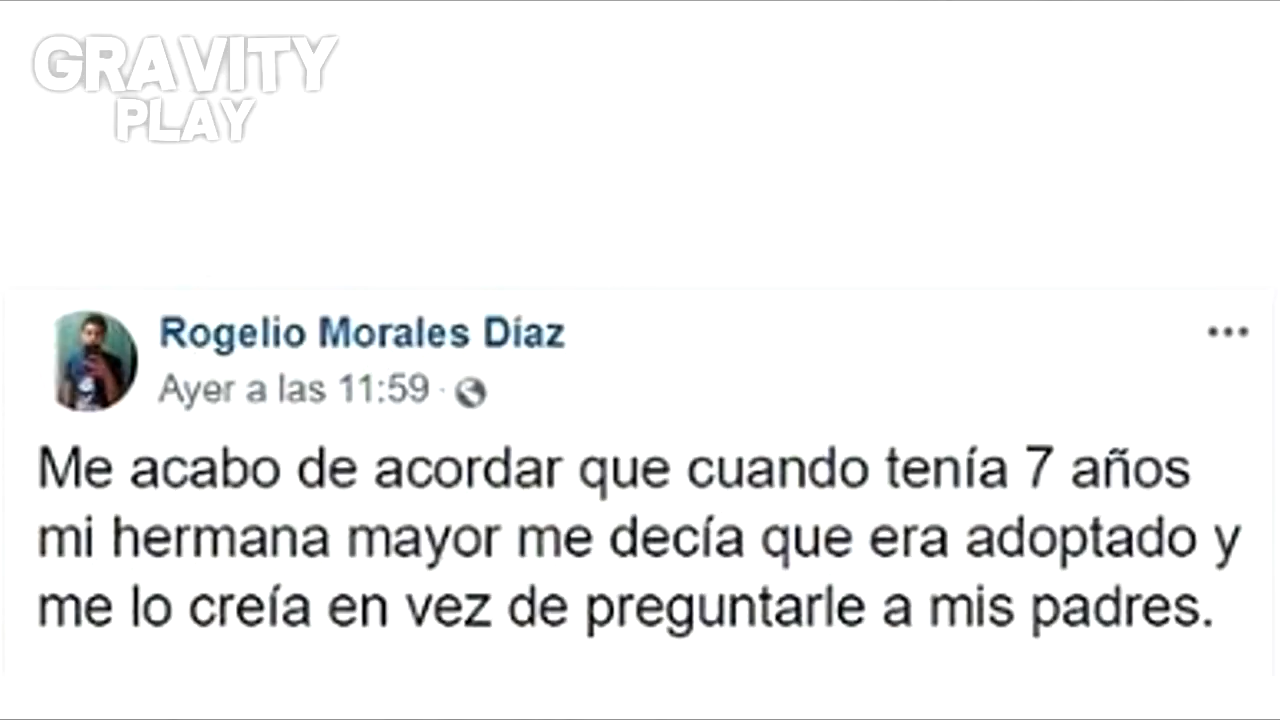 GRAVITY
PLAY
Rogelio Morales Díaz
Ayer a las 11:59 ·
Me acabo de acordar que cuando tenía 7 años
mi hermana mayor me decía que era adoptado y
me lo creía en vez de preguntarle a mis padres.